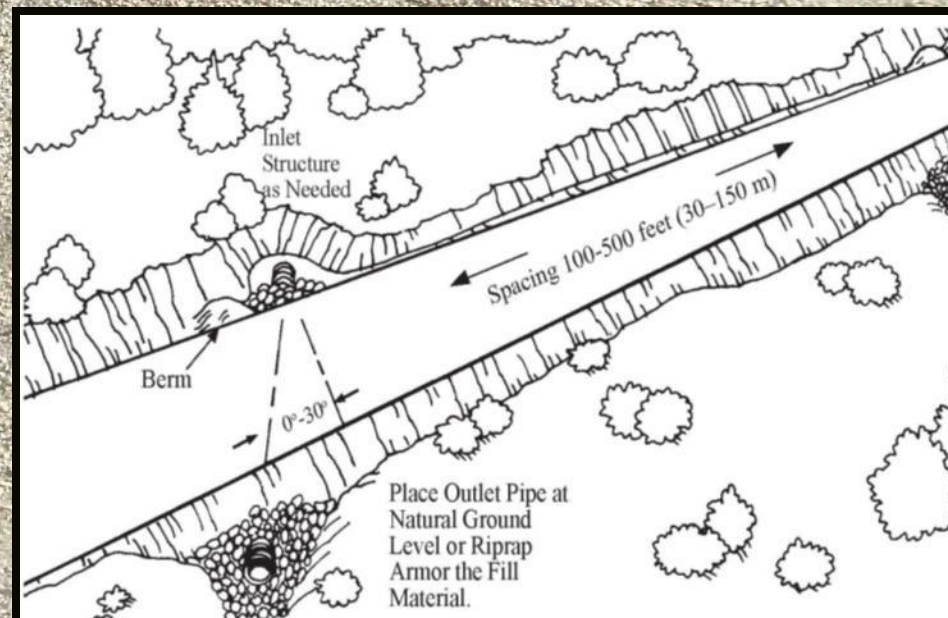 Inlet
Structure
as Needed
Spacing 100-500 feet (30–150 m)
Berm
0°-30°
Place Outlet Pipe at
Natural Ground
Level or Riprap
Armor the Fill
Material.